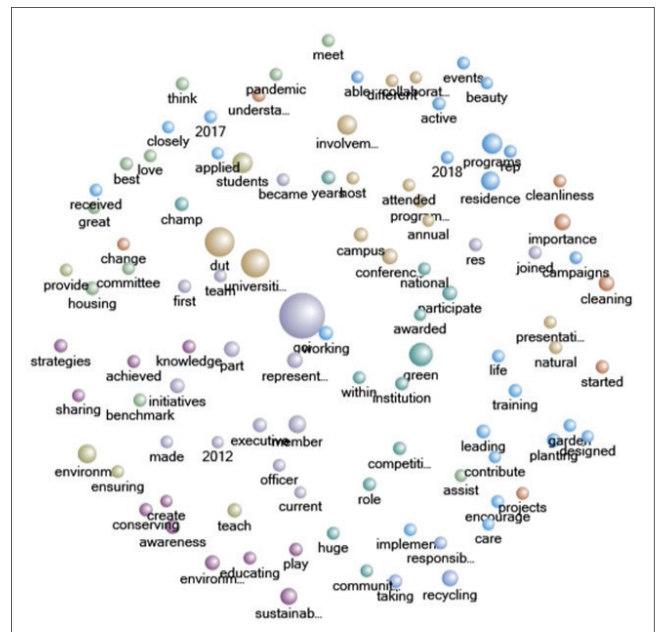 meet
pandemic
think
understa...
able
different
collaborat...
events
beauty
active
2017
closely
involvem...
applied
students
love
best
2018
programs
rep
became
years
host
attended
residence
cleanliness
received
great
champ
program...
annual
importance
change
dut
campus
res
joined
campaigns
provide
committee
team
universiti...
conferenc...
national
housing
first
participate
cleaning
awarded
presentati...
working
natural
strategies
knowledge
part
represent...
green
life
started
achieved
sharing
initiatives
within
institution
training
benchmark
executive
member
leading
garden
designed
planting
made
2012
officer
competiti...
contribute
ensuring
current
role
assist
projects
encourage
create
conserving
awareness
teach
care
huge
implemen...
responsib...
play
educating
environm...
communit...
taking
recycling
sustainab...